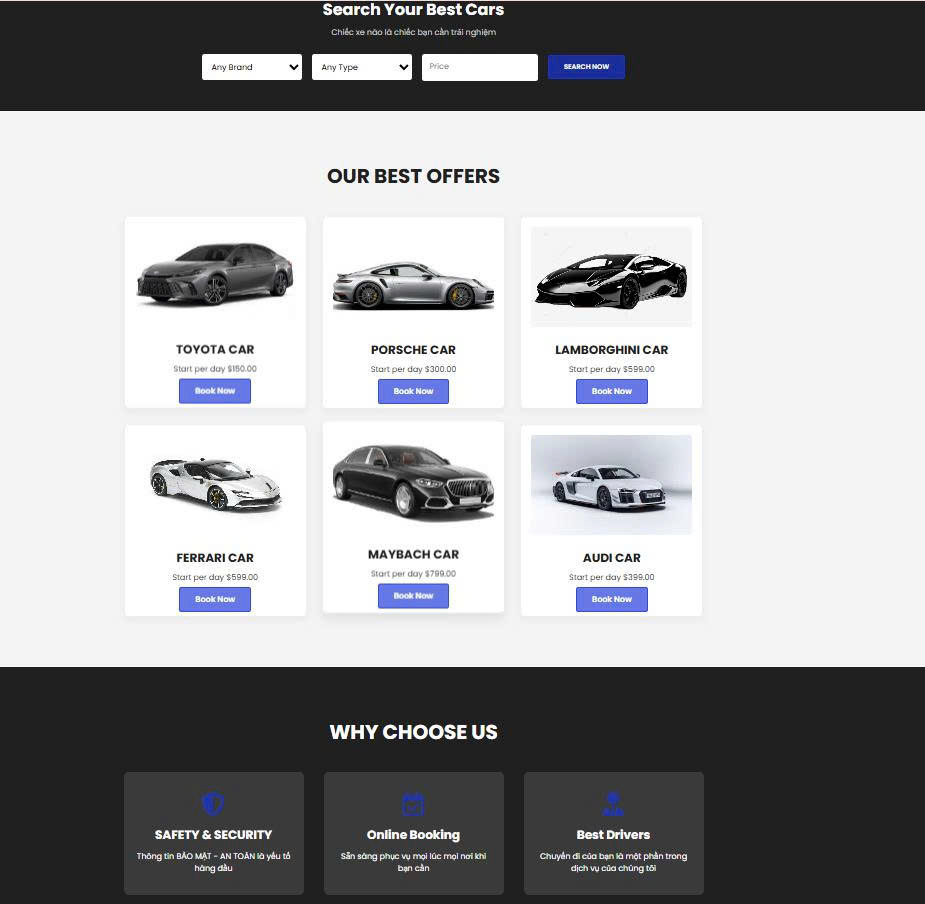 Search Your Best Cars
Chiếc xe nào là chiếc bạn cần trải nghiệm
Any Brand
Any Type
Price
SEARCH NOW
OUR BEST OFFERS
TOYOTA CAR
Start per day $150.00
Book Now
PORSCHE CAR
Start per day $300.00
Book Now
LAMBORGHINI CAR
Start per day $599.00
Book Now
FERRARI CAR
Start per day $599.00
Book Now
MAYBACH CAR
Start per day $799.00
Book Now
AUDI CAR
Start per day $399.00
Book Now
WHY CHOOSE US
SAFETY & SECURITY
Thông tin BẢO MẬT - AN TOÀN là yếu tố
hàng đầu
Online Booking
Sẵn sàng phục vụ mọi lúc mọi nơi khi
bạn cần
Best Drivers
Chuyến đi của bạn là một phần trong
dịch vụ của chúng tôi